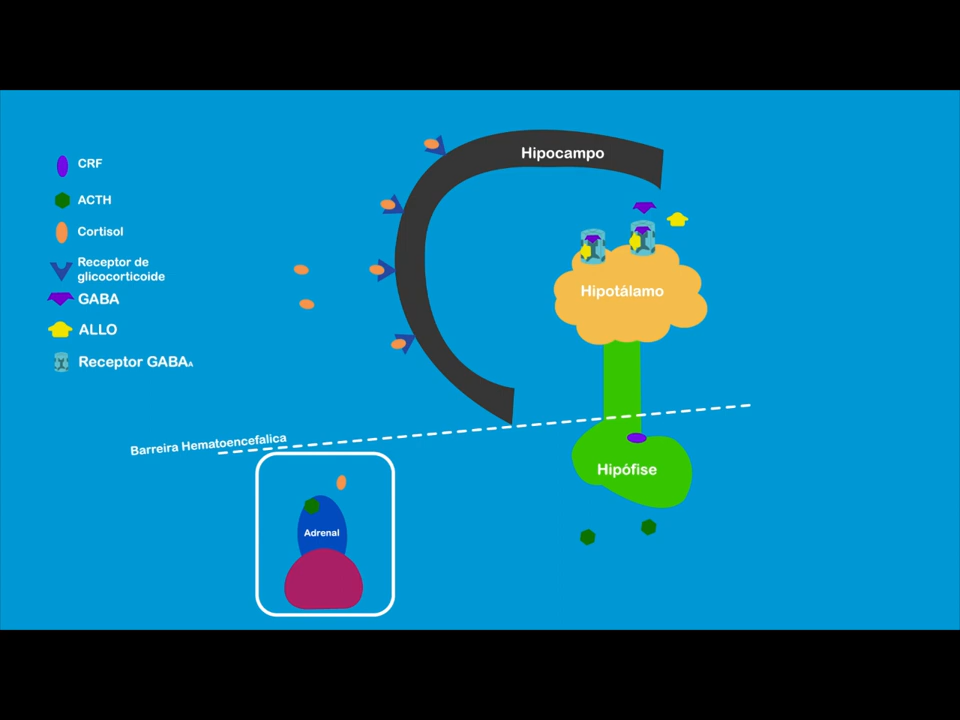 CRF
ACTH
Cortisol
Receptor de
glicocorticoide
GABA
ALLO
Receptor GABAA
Hipocampo
Hipotálamo
Barreira Hematoencefalica
Hipófise
Adrenal